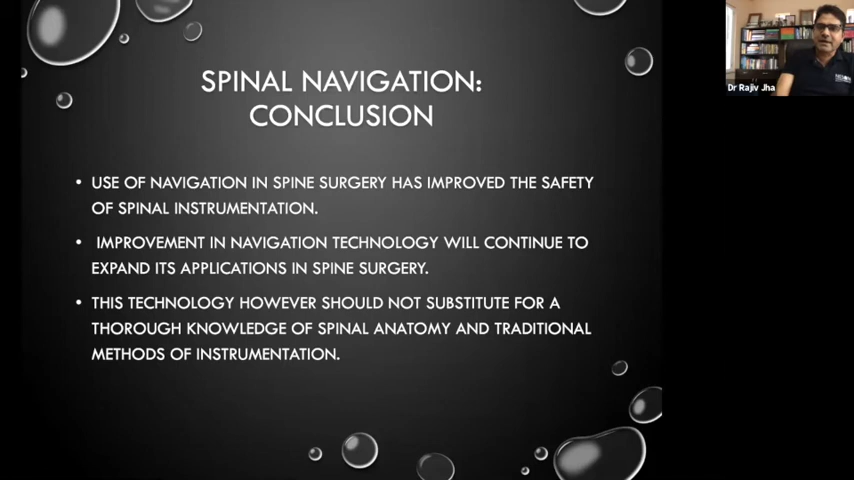 SPINAL NAVIGATION:
CONCLUSION
• USE OF NAVIGATION IN SPINE SURGERY HAS IMPROVED THE SAFETY
OF SPINAL INSTRUMENTATION.
• IMPROVEMENT IN NAVIGATION TECHNOLOGY WILL CONTINUE TO
EXPAND ITS APPLICATIONS IN SPINE SURGERY.
• THIS TECHNOLOGY HOWEVER SHOULD NOT SUBSTITUTE FOR A
THOROUGH KNOWLEDGE OF SPINAL ANATOMY AND TRADITIONAL
METHODS OF INSTRUMENTATION.
Dr Rajiv Jha